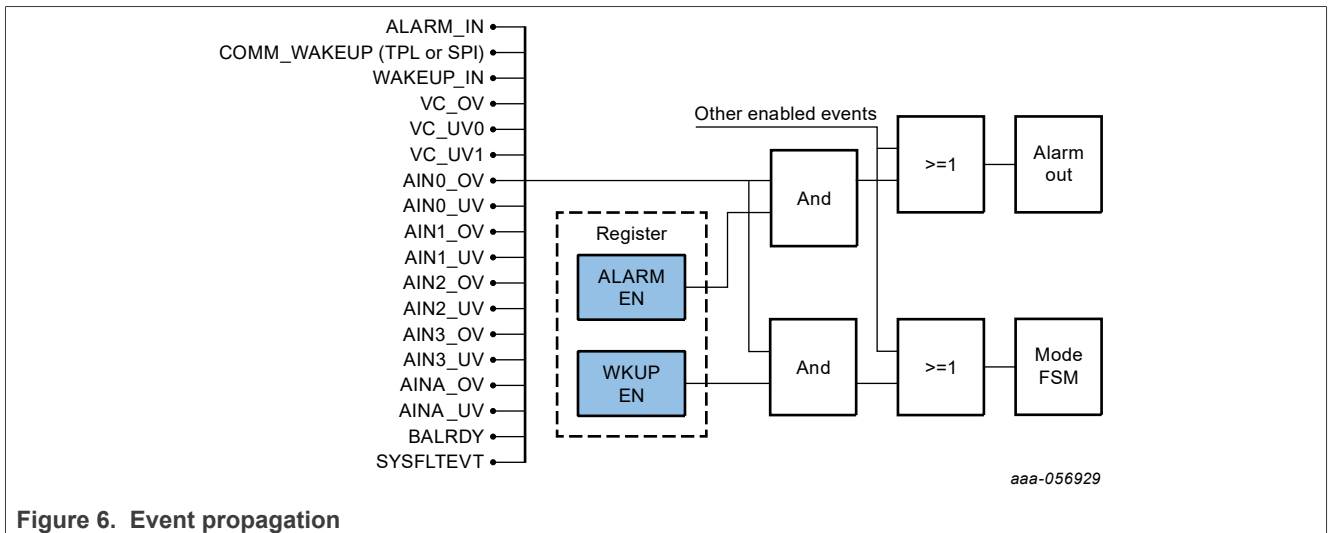 ALARM_IN
COMM_WAKEUP (TPL or SPI)
WAKEUP_IN
VC_OV
VC_UV0
VC_UV1
AIN0_OV
AIN0_UV
AIN1_OV
AIN1_UV
AIN2_OV
AIN2_UV
AIN3_OV
AIN3_UV
AINA_OV
AINA_UV
BALRDY
SYSFLTEVT
Register
ALARM
EN
WKUP
EN
Other enabled events
And
>=1
Alarm
out
And
>=1
Mode
FSM
aaa-056929
Figure 6. Event propagation